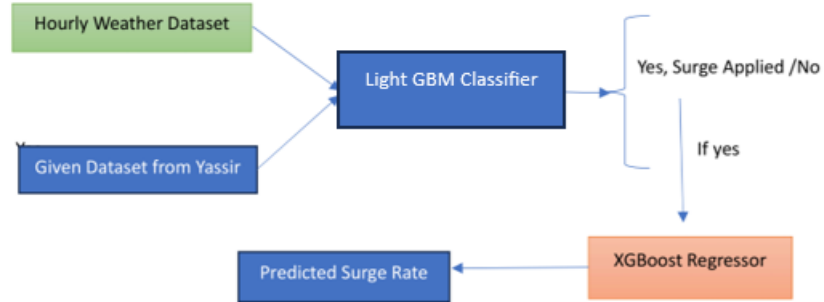 Hourly Weather Dataset
Light GBM Classifier
Yes, Surge Applied /No
Given Dataset from Yassir
If yes
XGBoost Regressor
Predicted Surge Rate